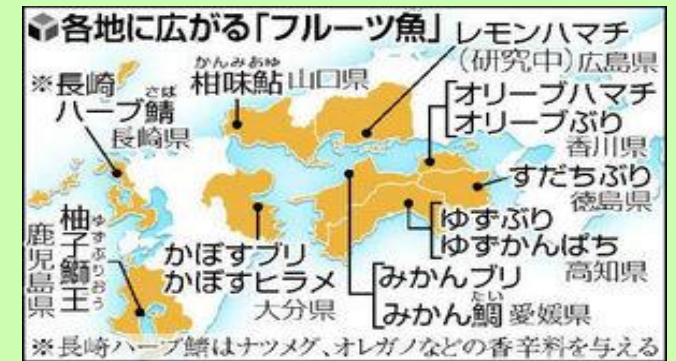 各地に広がる「フルーツ魚」
レモンハマチ
(研究中)広島県
かんみあゆ
柑味鮎 山口県
※長崎
さば
ハーブ鯖
長崎県
オリーブハマチ
オリーブぶり
香川県
すだちぶり
徳島県
ゆずぶり
ゆずかんぱち
高知県
みかんブリ
たい
みかん鯛 愛媛県
かぼすブリ
かぼすヒラメ
大分県
ゆずぶりおう
柚子鰤王
鹿児島県
※長崎ハーブ鯖はナツメグ、オレガノなどの香辛料を与える